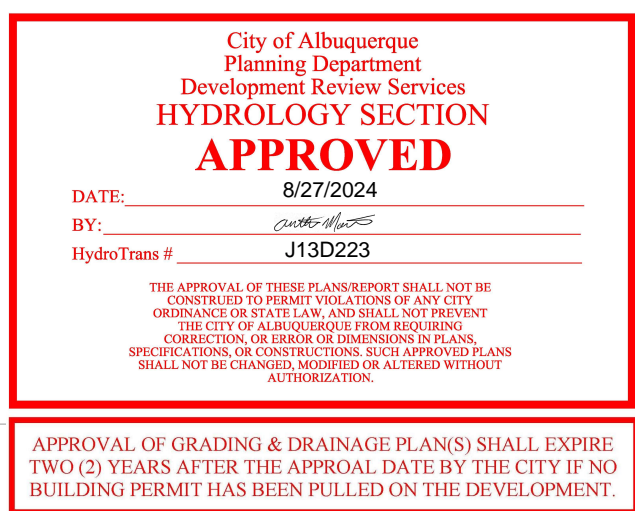 City of Albuquerque
Planning Department
Development Review Services
HYDROLOGY SECTION
APPROVED
DATE: 8/27/2024
BY:
HydroTrans # J13D223
THE APPROVAL OF THESE PLANS/REPORT SHALL NOT BE
CONSTRUED TO PERMIT VIOLATIONS OF ANY CITY
ORDINANCE OR STATE LAW, AND SHALL NOT PREVENT
THE CITY OF ALBUQUERQUE FROM REQUIRING
CORRECTION, OR ERROR OR DIMENSIONS IN PLANS,
SPECIFICATIONS, OR CONSTRUCTIONS. SUCH APPROVED PLANS
SHALL NOT BE CHANGED, MODIFIED OR ALTERED WITHOUT
AUTHORIZATION.
APPROVAL OF GRADING & DRAINAGE PLAN(S) SHALL EXPIRE
TWO (2) YEARS AFTER THE APPROAL DATE BY THE CITY IF NO
BUILDING PERMIT HAS BEEN PULLED ON THE DEVELOPMENT.